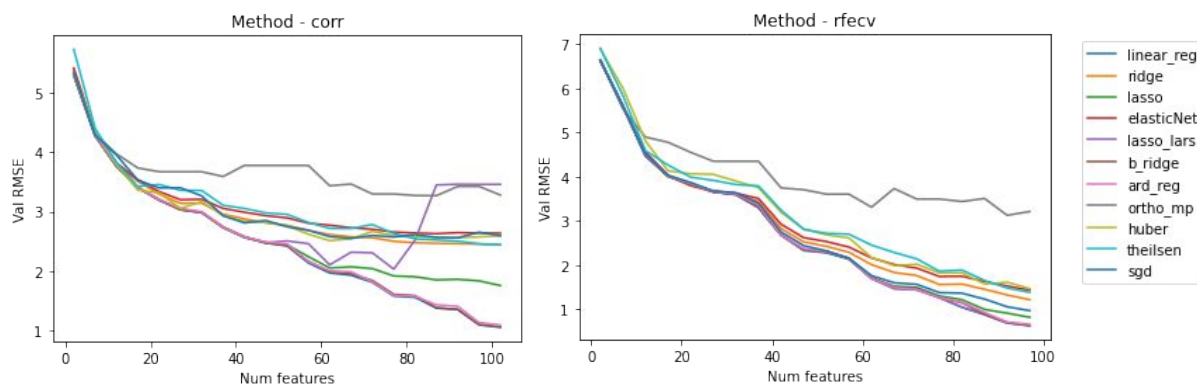 Method - corr
Val RMSE
5
4
3
2
1
0 20 40 60 80 100
Num features
Method - rfecv
Val RMSE
7
6
5
4
3
2
1
0 20 40 60 80 100
Num features
linear_reg
ridge
lasso
elasticNet
lasso_lars
b_ridge
ard_reg
ortho_mp
huber
theilsen
sgd